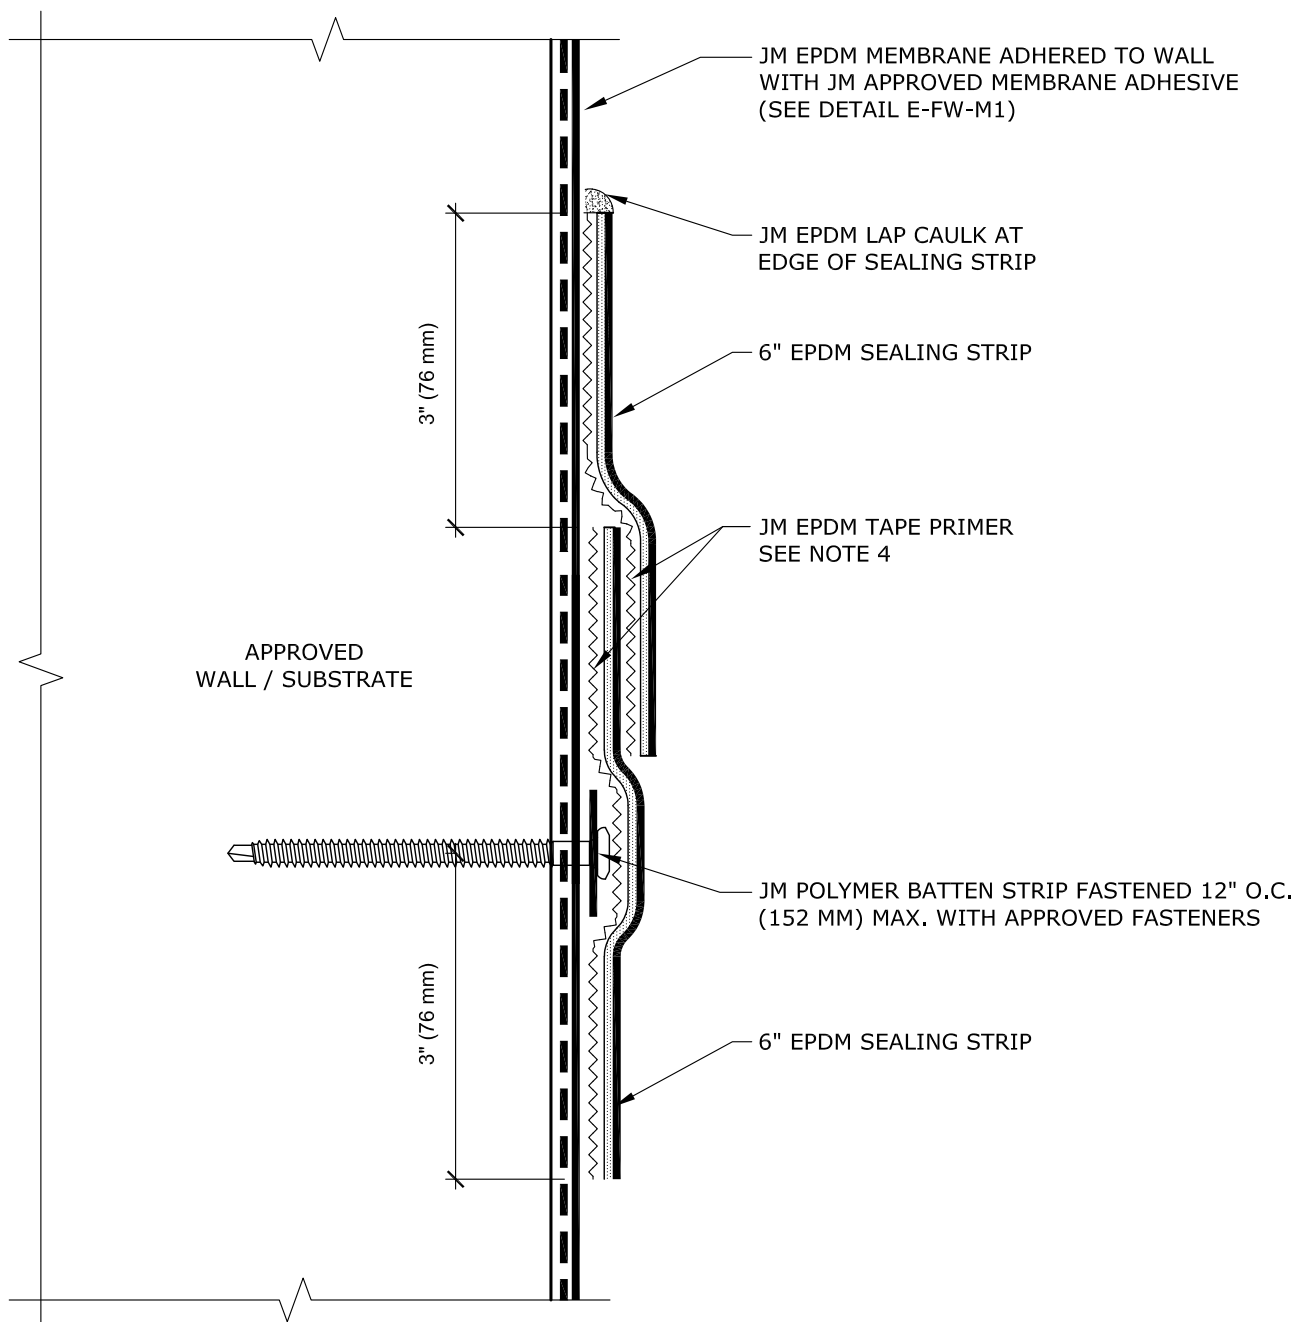 JM EPDM MEMBRANE ADHERED TO WALL
WITH JM APPROVED MEMBRANE ADHESIVE
(SEE DETAIL E-FW-M1)
JM EPDM LAP CAULK AT
EDGE OF SEALING STRIP
3" (76 mm)
6" EPDM SEALING STRIP
JM EPDM TAPE PRIMER
SEE NOTE 4
APPROVED
WALL / SUBSTRATE
JM POLYMER BATTEN STRIP FASTENED 12" O.C.
(152 MM) MAX. WITH APPROVED FASTENERS
3" (76 mm)
6" EPDM SEALING STRIP